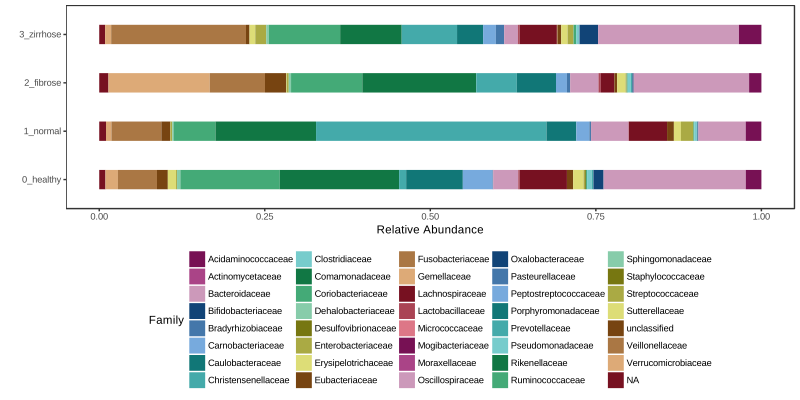 3_zirrhose
2_fibrose
1_normal
0_healthy
0.00 0.25 0.50 0.75 1.00
Relative Abundance
Family
Acidaminococcaceae Clostridiaceae Fusobacteriaceae Oxalobacteraceae Sphingomonadaceae
Actinomycetaceae Comamonadaceae Gemellaceae Pasteurellaceae Staphylococcaceae
Bacteroidaceae Coriobacteriaceae Lachnospiraceae Peptostreptococcaceae Streptococcaceae
Bifidobacteriaceae Dehalobacteriaceae Lactobacillaceae Porphyromonadaceae Sutterellaceae
Bradyrhizobiaceae Desulfovibrionaceae Micrococcaceae Prevotellaceae unclassified
Carnobacteriaceae Enterobacteriaceae Mogibacteriaceae Pseudomonadaceae Veillonellaceae
Caulobacteraceae Erysipelotrichaceae Moraxellaceae Rikenellaceae Verrucomicrobiaceae
Christensenellaceae Eubacteriaceae Oscillospiraceae Ruminococcaceae NA